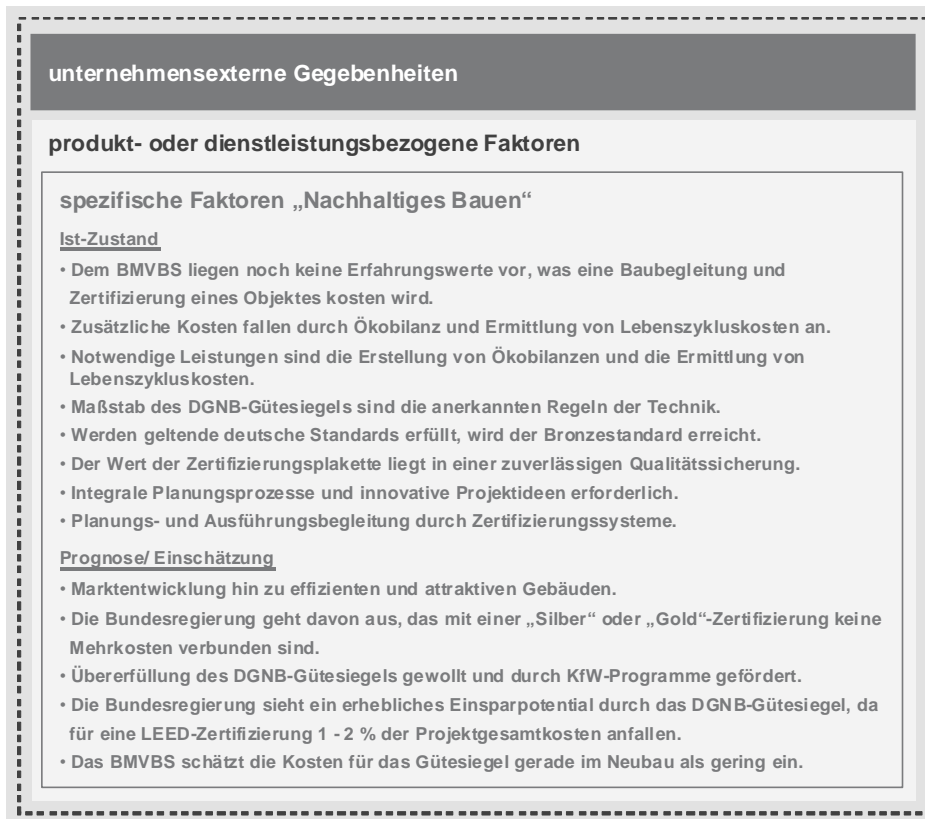 unternehmensexterne Gegebenheiten
produkt- oder dienstleistungsbezogene Faktoren
spezifische Faktoren „Nachhaltiges Bauen“
Ist-Zustand
• Dem BMVBS liegen noch keine Erfahrungswerte vor, was eine Baubegleitung und
Zertifizierung eines Objektes kosten wird.
• Zusätzliche Kosten fallen durch Ökobilanz und Ermittlung von Lebenszykluskosten an.
• Notwendige Leistungen sind die Erstellung von Ökobilanzen und die Ermittlung von
Lebenszykluskosten.
• Maßstab des DGNB-Gütesiegels sind die anerkannten Regeln der Technik.
• Werden geltende deutsche Standards erfüllt, wird der Bronzestandard erreicht.
• Der Wert der Zertifizierungsplakette liegt in einer zuverlässigen Qualitätssicherung.
• Integrale Planungsprozesse und innovative Projektideen erforderlich.
• Planungs- und Ausführungsbegleitung durch Zertifizierungssysteme.
Prognose/ Einschätzung
• Marktentwicklung hin zu effizienten und attraktiven Gebäuden.
• Die Bundesregierung geht davon aus, das mit einer „Silber“ oder „Gold“-Zertifizierung keine
Mehrkosten verbunden sind.
• Übererfüllung des DGNB-Gütesiegels gewollt und durch KfW-Programme gefördert.
• Die Bundesregierung sieht ein erhebliches Einsparpotential durch das DGNB-Gütesiegel, da
für eine LEED-Zertifizierung 1 - 2 % der Projektgesamtkosten anfallen.
• Das BMVBS schätzt die Kosten für das Gütesiegel gerade im Neubau als gering ein.